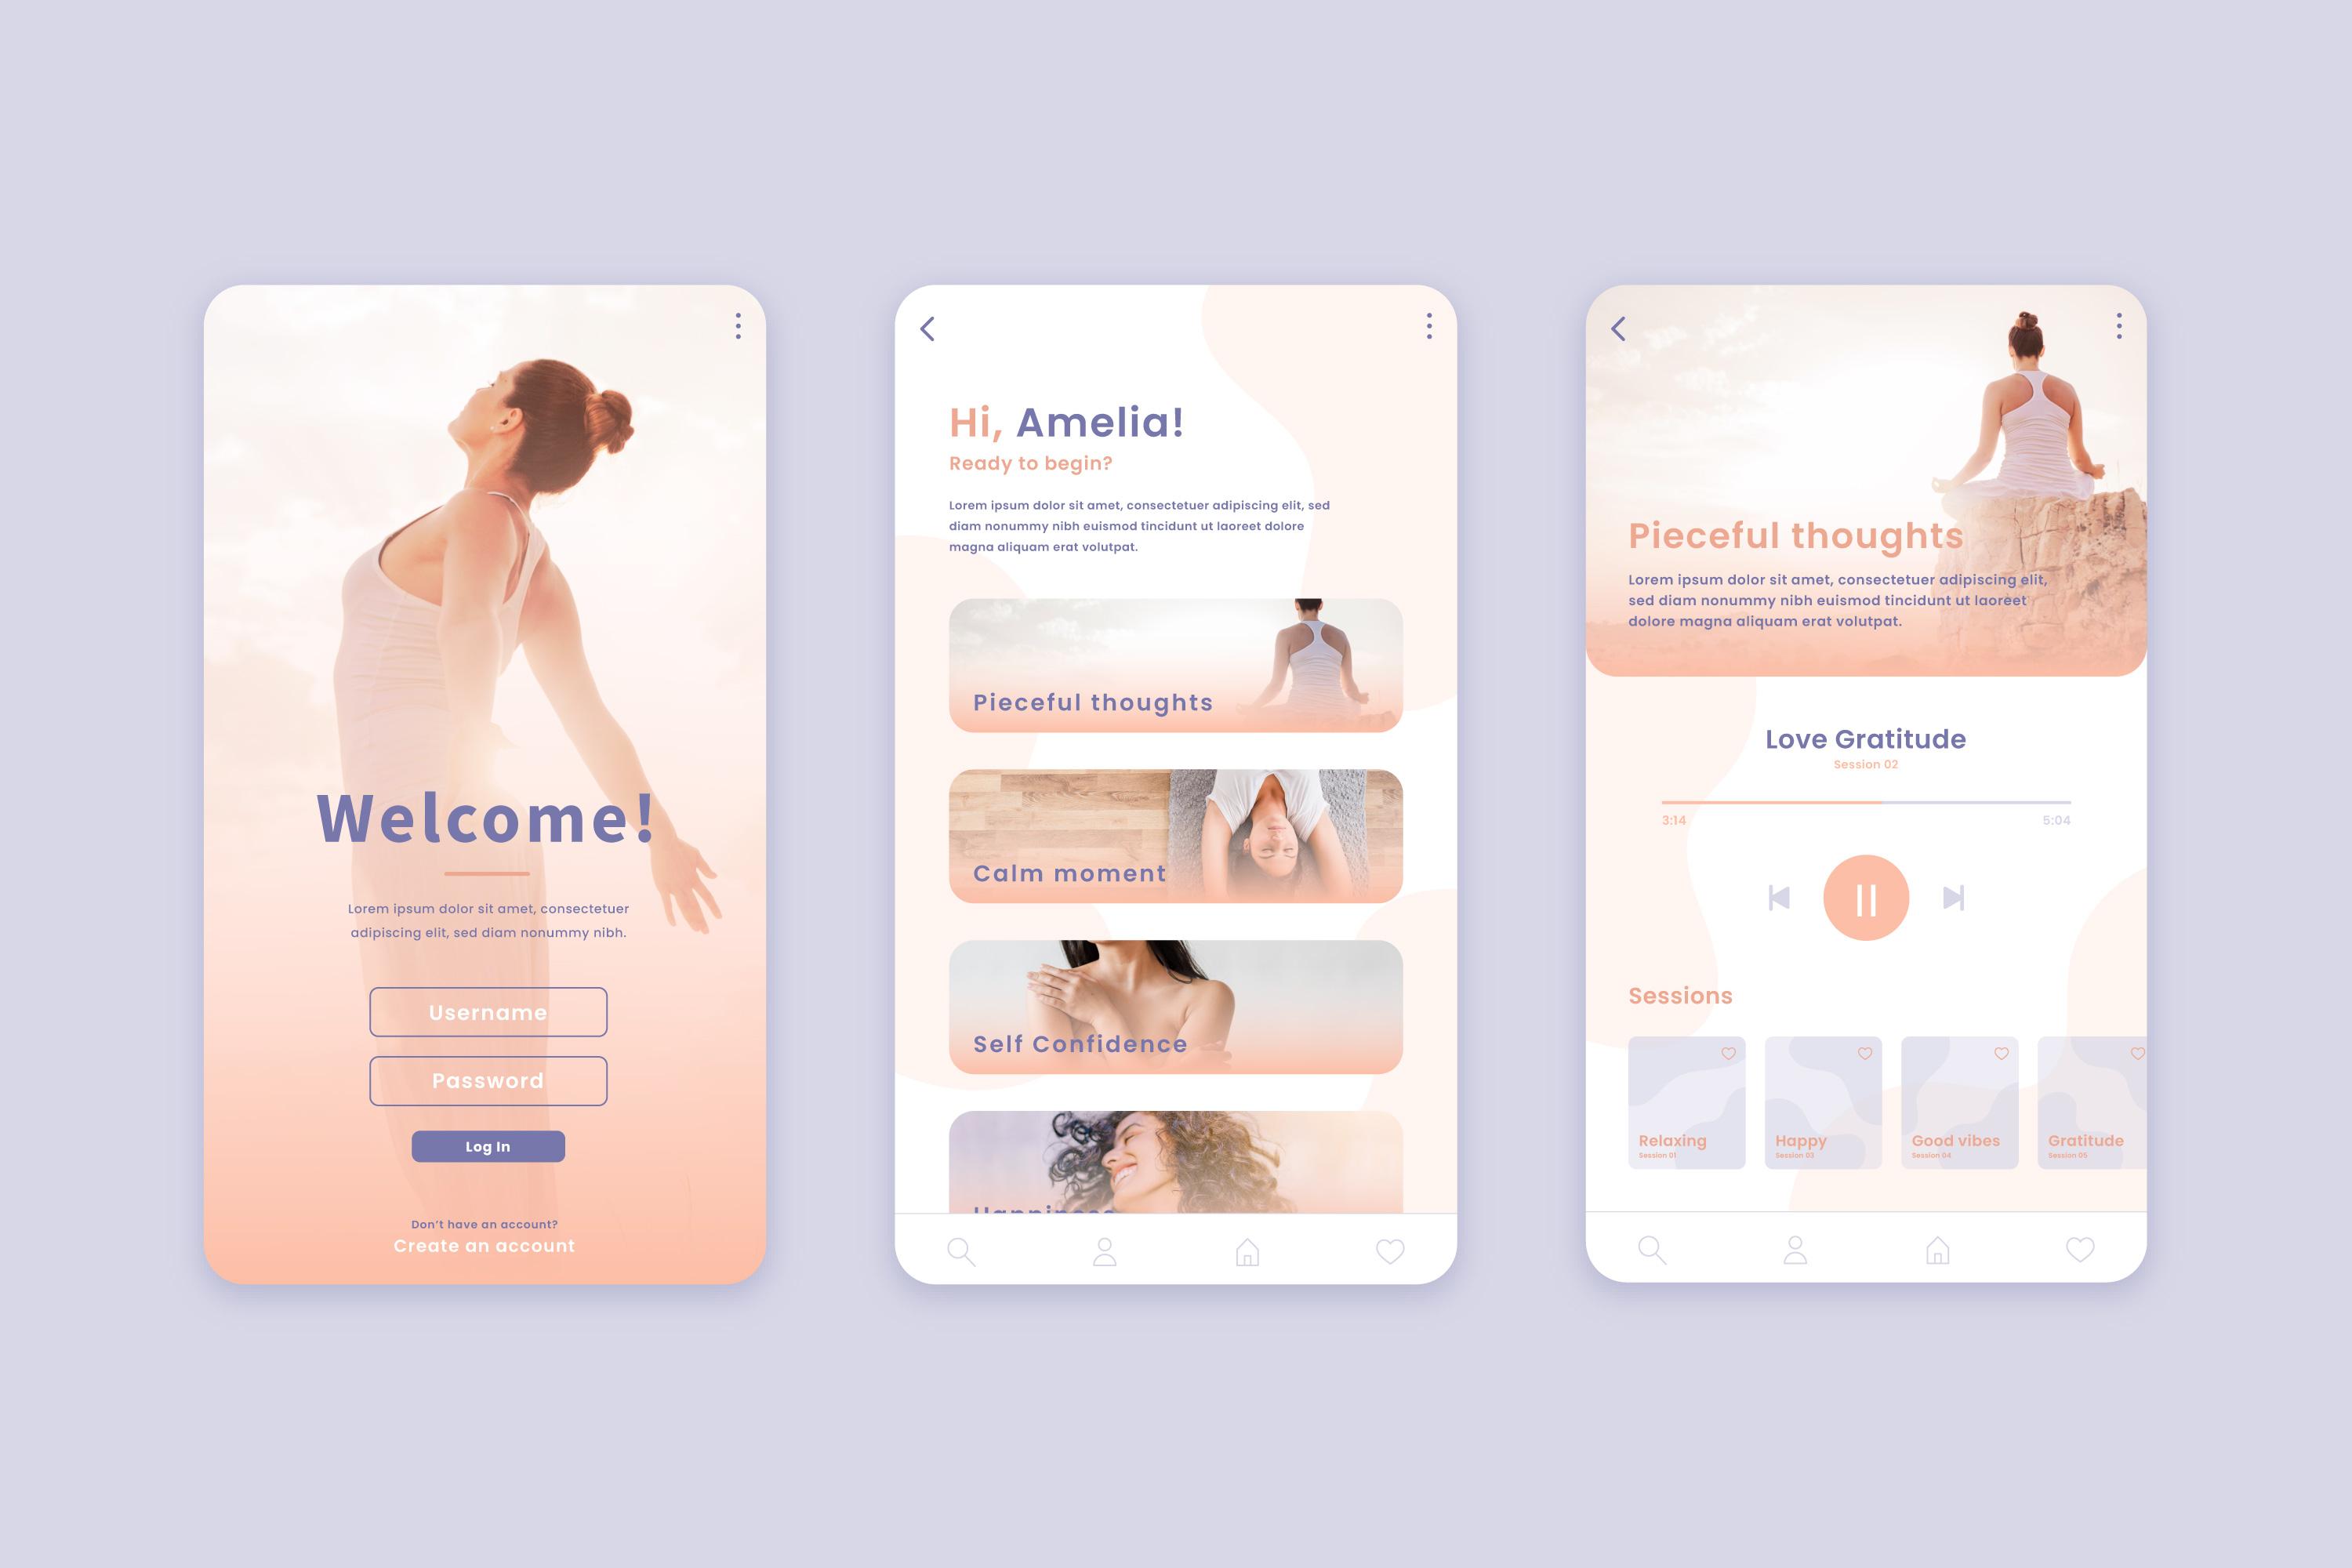 Welcome!
Lorem ipsum dolor sit amet, consectetuer
adipiscing elit, sed diam nonummy nibh.
Username
Password
Log In
Don't have an account?
Create an account
Hi, Amelia!
Ready to begin?
Lorem ipsum dolor sit amet, consectetuer adipiscing elit, sed
diam nonummy nibh euismod tincidunt ut laoreet dolore
magna aliquam erat volutpat.
Pieceful thoughts
Calm moment
Self Confidence
Happiness
Pieceful thoughts
Lorem ipsum dolor sit amet, consectetuer adipiscing elit,
sed diam nonummy nibh euismod tincidunt ut laoreet
dolore magna aliquam erat volutpat.
Love Gratitude
Session 02
3:14 5:04
Sessions
Relaxing
Session 01
Happy
Session 03
Good vibes
Session 04
Gratitude
Session 05